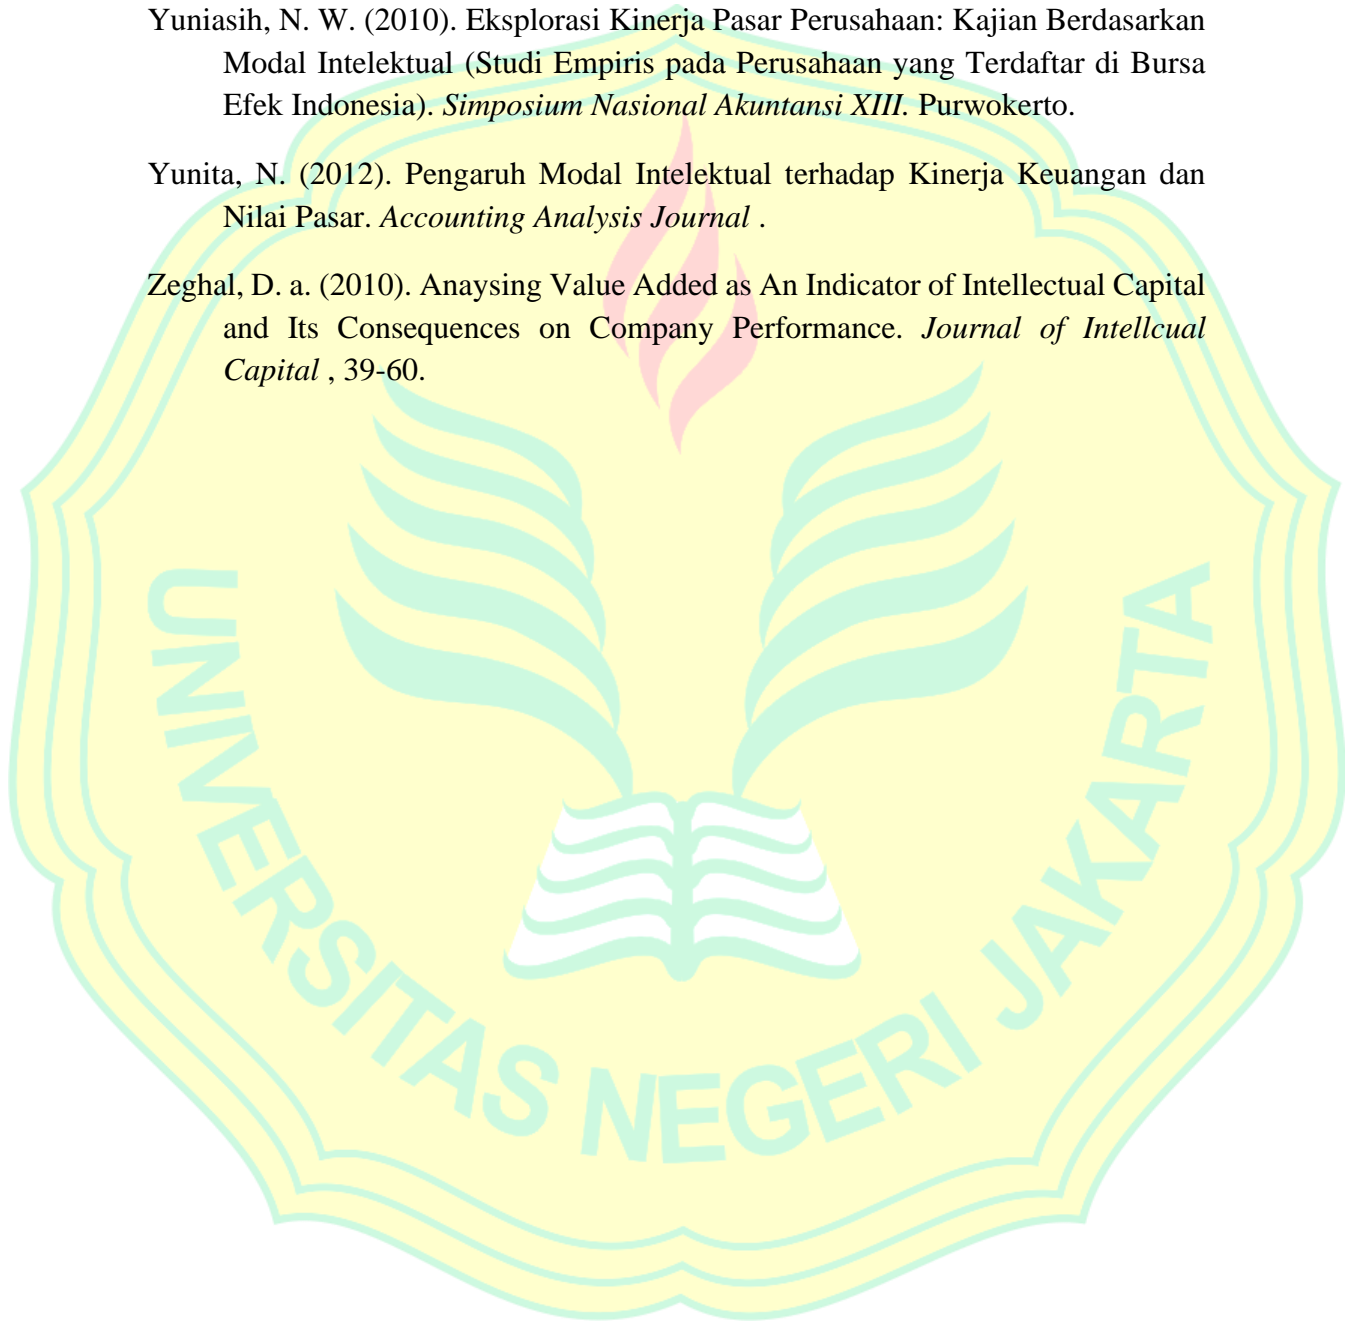 Yuniasih, N. W. (2010). Eksplorasi Kinerja Pasar Perusahaan: Kajian Berdasarkan
Modal Intelektual (Studi Empiris pada Perusahaan yang Terdaftar di Bursa
Efek Indonesia). Simposium Nasional Akuntansi XIII. Purwokerto.
Yunita, N. (2012). Pengaruh Modal Intelektual terhadap Kinerja Keuangan dan
Nilai Pasar. Accounting Analysis Journal .
Zeghal, D. a. (2010). Anaysing Value Added as An Indicator of Intellectual Capital
and Its Consequences on Company Performance. Journal of Intellcual
Capital , 39-60.
UNIVERSITAS NEGERI JAKARTA